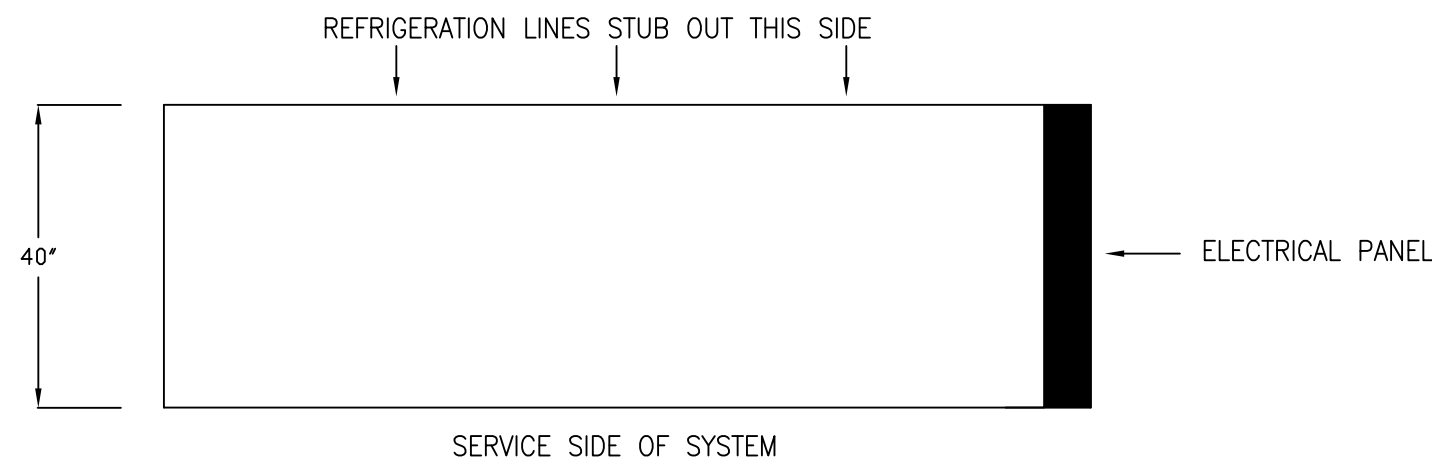 REFRIGERATION LINES STUB OUT THIS SIDE
40"
ELECTRICAL PANEL
SERVICE SIDE OF SYSTEM